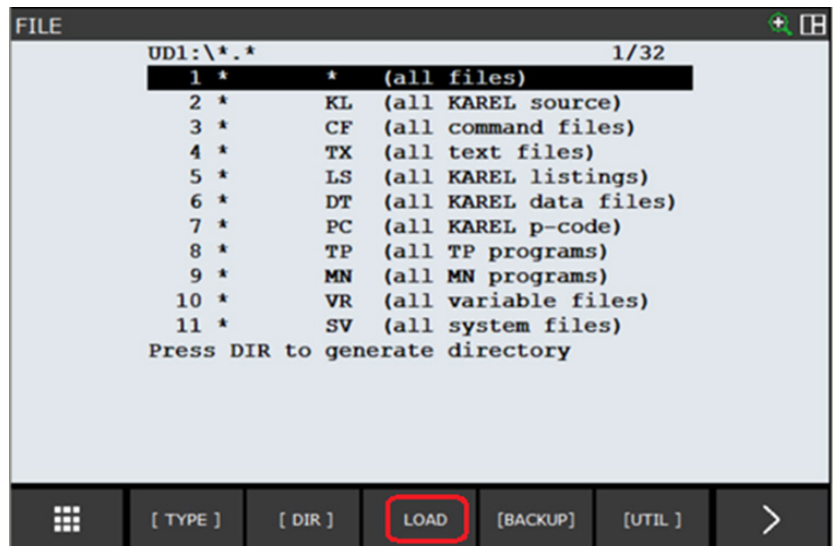 FILE
UD1:\*.* 1/32
1 * * (all files)
2 * KL (all KAREL source)
3 * CF (all command files)
4 * TX (all text files)
5 * LS (all KAREL listings)
6 * DT (all KAREL data files)
7 * PC (all KAREL p-code)
8 * TP (all TP programs)
9 * MN (all MN programs)
10 * VR (all variable files)
11 * SV (all system files)
Press DIR to generate directory
[ TYPE ] [ DIR ] LOAD [BACKUP] [UTIL ] >